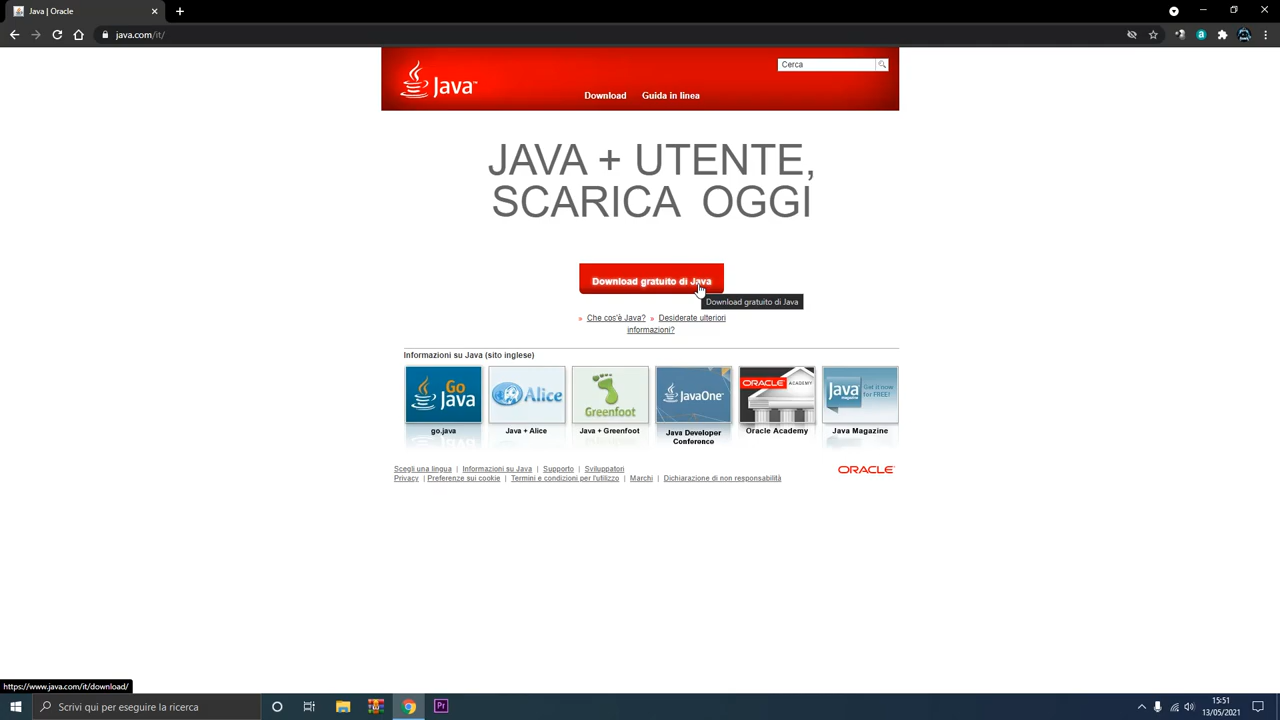 Java | Oracle
java.com/it/
Java™
Cerca
Download Guida in linea
JAVA + UTENTE,
SCARICA OGGI
Download gratuito di Java
Download gratuito di Java
» Che cos'è Java? » Desiderate ulteriori
informazioni?
Informazioni su Java (sito inglese)
Go
Java
Alice
Greenfoot
JavaOne™
ORACLE ACADEMY
Java
magazine
Get it now
for FREE!
go.java
Java + Alice
Java + Greenfoot
Java Developer
Conference
Oracle Academy
Java Magazine
Scegli una lingua | Informazioni su Java | Supporto | Sviluppatori
Privacy | Preferenze sui cookie | Termini e condizioni per l'utilizzo | Marchi | Dichiarazione di non responsabilità
ORACLE
https://www.java.com/it/download/
Scrivi qui per eseguire la ricerca
Pr
15:51
13/05/2021